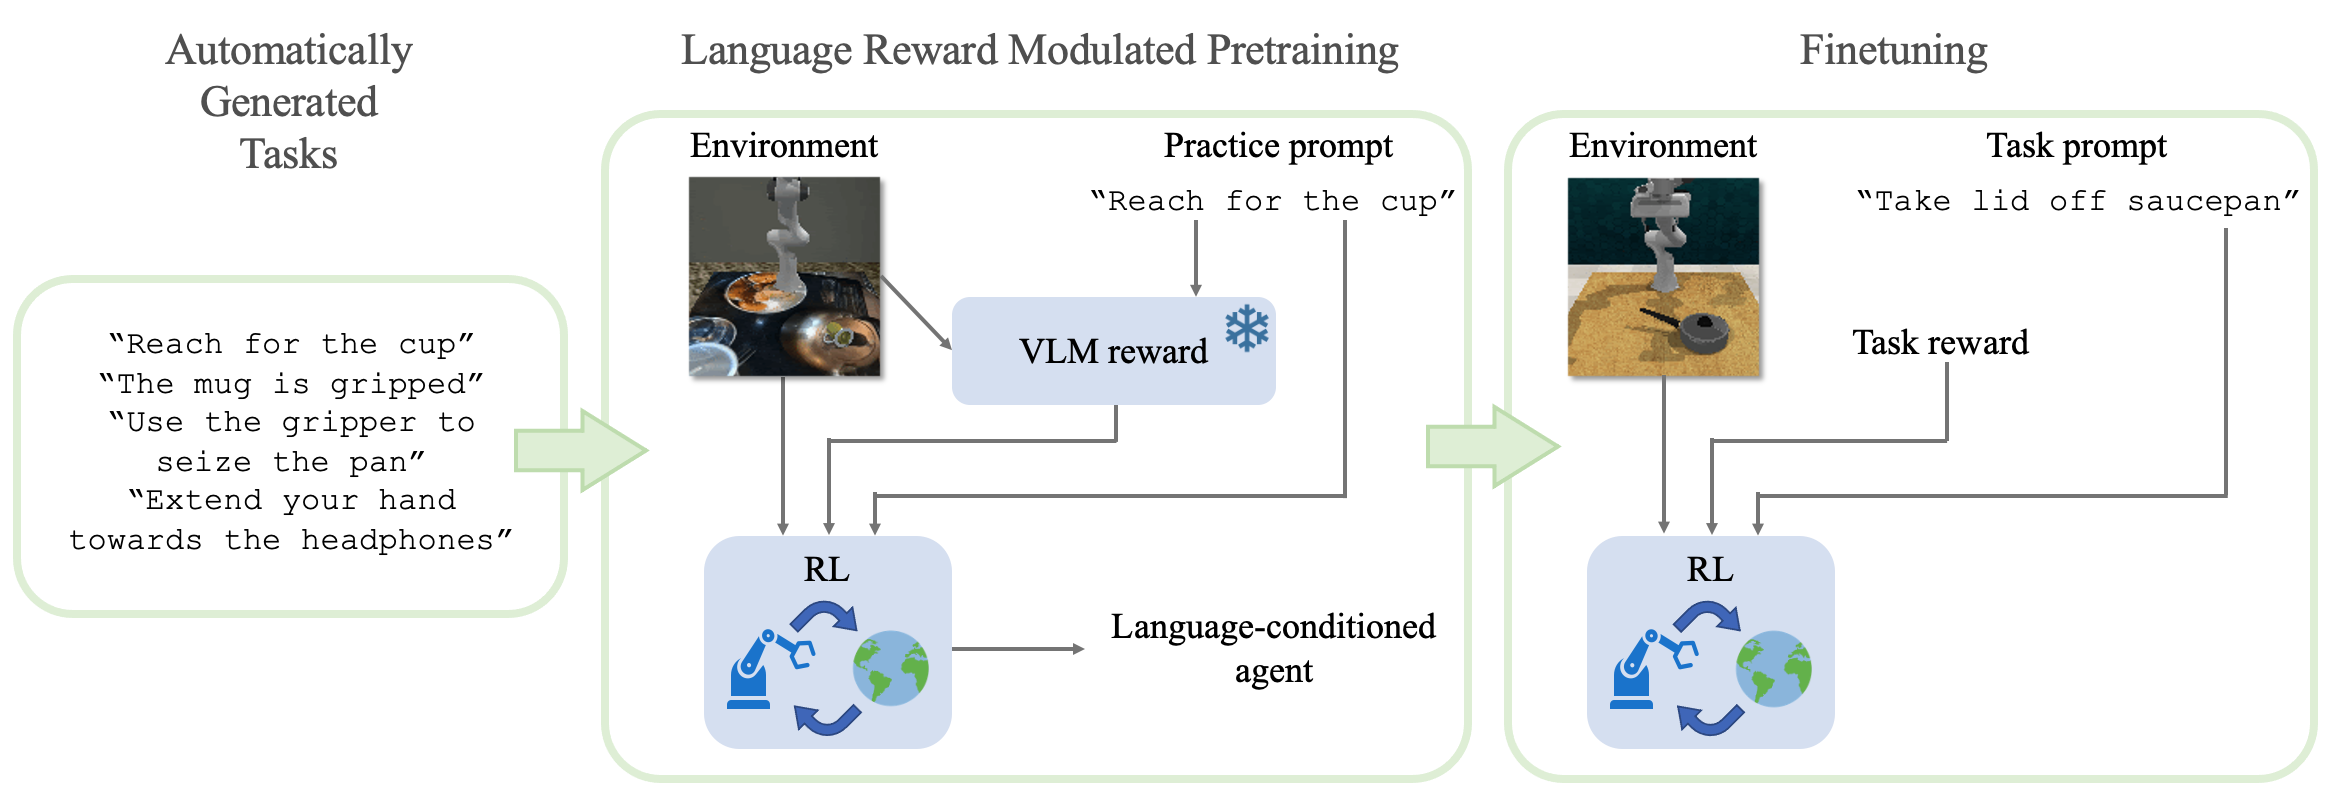 Automatically
Generated
Tasks
“Reach for the cup”
“The mug is gripped”
“Use the gripper to
seize the pan”
“Extend your hand
towards the headphones”
Language Reward Modulated Pretraining
Environment
Practice prompt
“Reach for the cup”
VLM reward
RL
Language-conditioned
agent
Finetuning
Environment
Task prompt
“Take lid off saucepan”
Task reward
RL